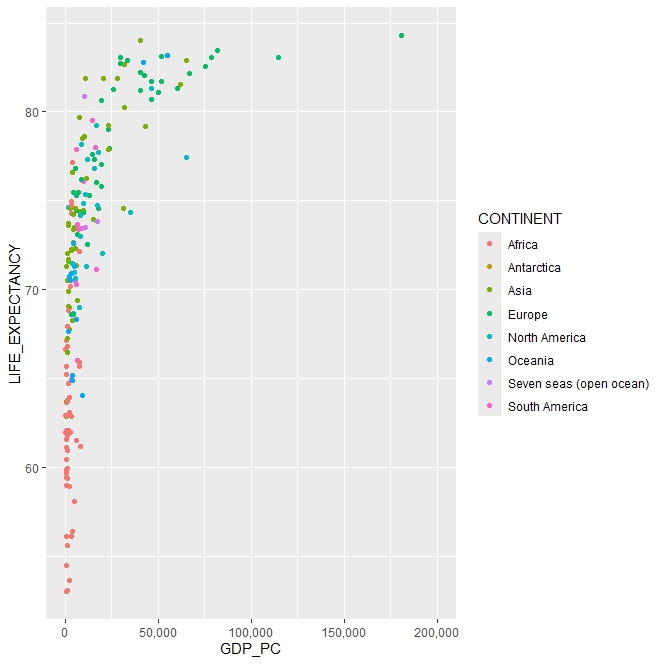 LIFE_EXPECTANCY
80
70
60
0
50,000
100,000
150,000
200,000
GDP_PC
CONTINENT
Africa
Antarctica
Asia
Europe
North America
Oceania
Seven seas (open ocean)
South America